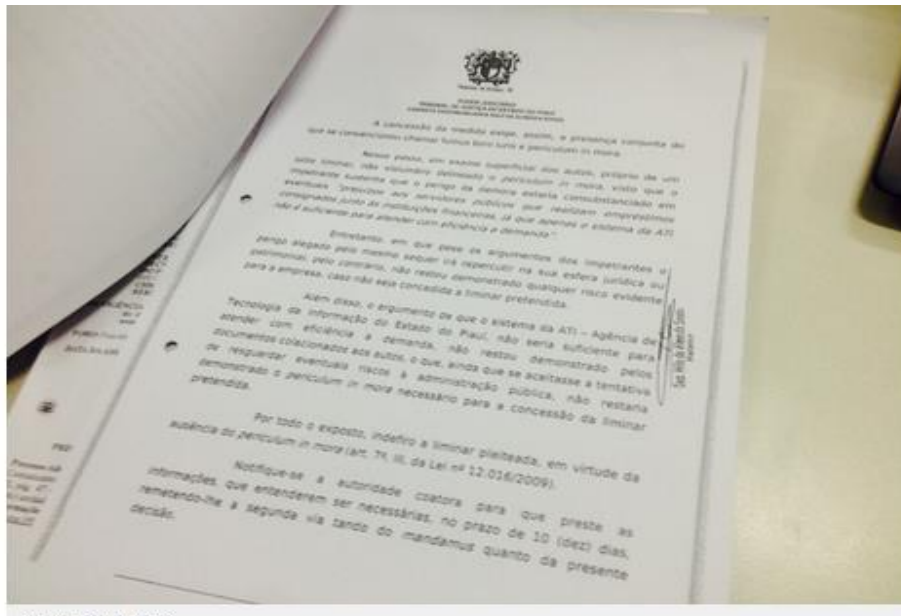 PODER JUDICIÁRIO
TRIBUNAL DE JUSTIÇA DO ESTADO DO PIAUÍ
A concessão da medida exige, assim, a presença conjunta do
que se convencionou chamar fumus boni iuris e periculum in mora.
Nesse passo, um exame superficial dos autos, próprio de um
juízo liminar, não vislumbro delineado o periculum in mora, visto que o
impetrante sustenta que o perigo da demora estaria consubstanciado em
eventuais "prejuízos aos servidores públicos que realizam empréstimos
consignados junto às instituições financeiras, já que apenas o sistema da ATI
não é suficiente para atender com eficiência a demanda".
Entretanto, em que pese os argumentos dos impetrantes o
perigo alegado pelo mesmo sequer irá repercutir na sua esfera jurídica ou
patrimonial, pelo contrário, não restou demonstrado qualquer risco evidente
para a empresa, caso não seja concedida a liminar pretendida.
Além disso, o argumento de que o sistema da ATI – Agência de
Tecnologia da Informação do Estado do Piauí, não seria suficiente para
atender com eficiência a demanda, não restou demonstrado pelos
documentos colacionados aos autos, o que, ainda que se aceitasse a tentativa
de resguardar eventuais riscos à administração pública, não restaria
demonstrado o periculum in mora necessário para a concessão da liminar
pretendida.
Por todo o exposto, indefiro a liminar pleiteada, em virtude da
ausência do periculum in mora (art. 7º, III, da Lei nº 12.016/2009).
Notifique-se a autoridade coatora para que preste as
informações, que entenderem ser necessárias, no prazo de 10 (dez) dias,
remetendo-lhe a segunda via tando do mandamus quanto da presente
decisão.